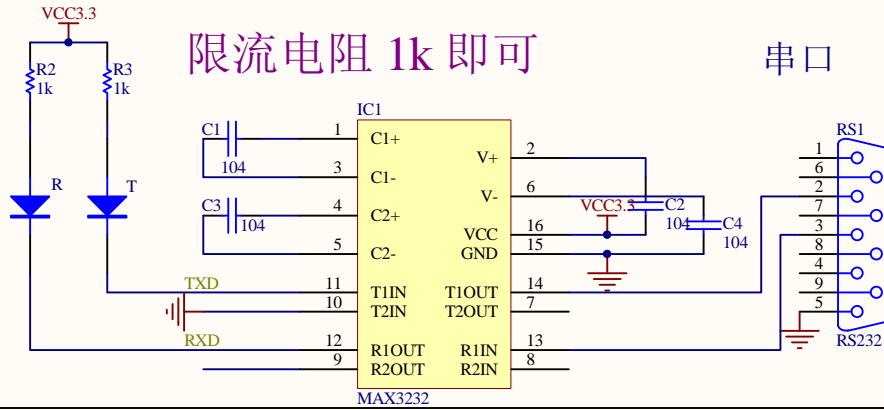 VCC3.3
限流电阻 1k 即可
串口
R2
1k
R3
1k
IC1
RS1
C1
104
1
C1+
3
C1-
C3
104
4
C2+
5
C2-
R
T
V+
2
V-
6
VCC
16
GND
15
VCC3.3
C2
104
C4
104
TXD
11
T1IN
10
T2IN
RXD
12
R1OUT
9
R2OUT
T1OUT
14
T2OUT
7
R1IN
13
R2IN
8
MAX3232
1
6
2
7
3
8
4
9
5
RS232